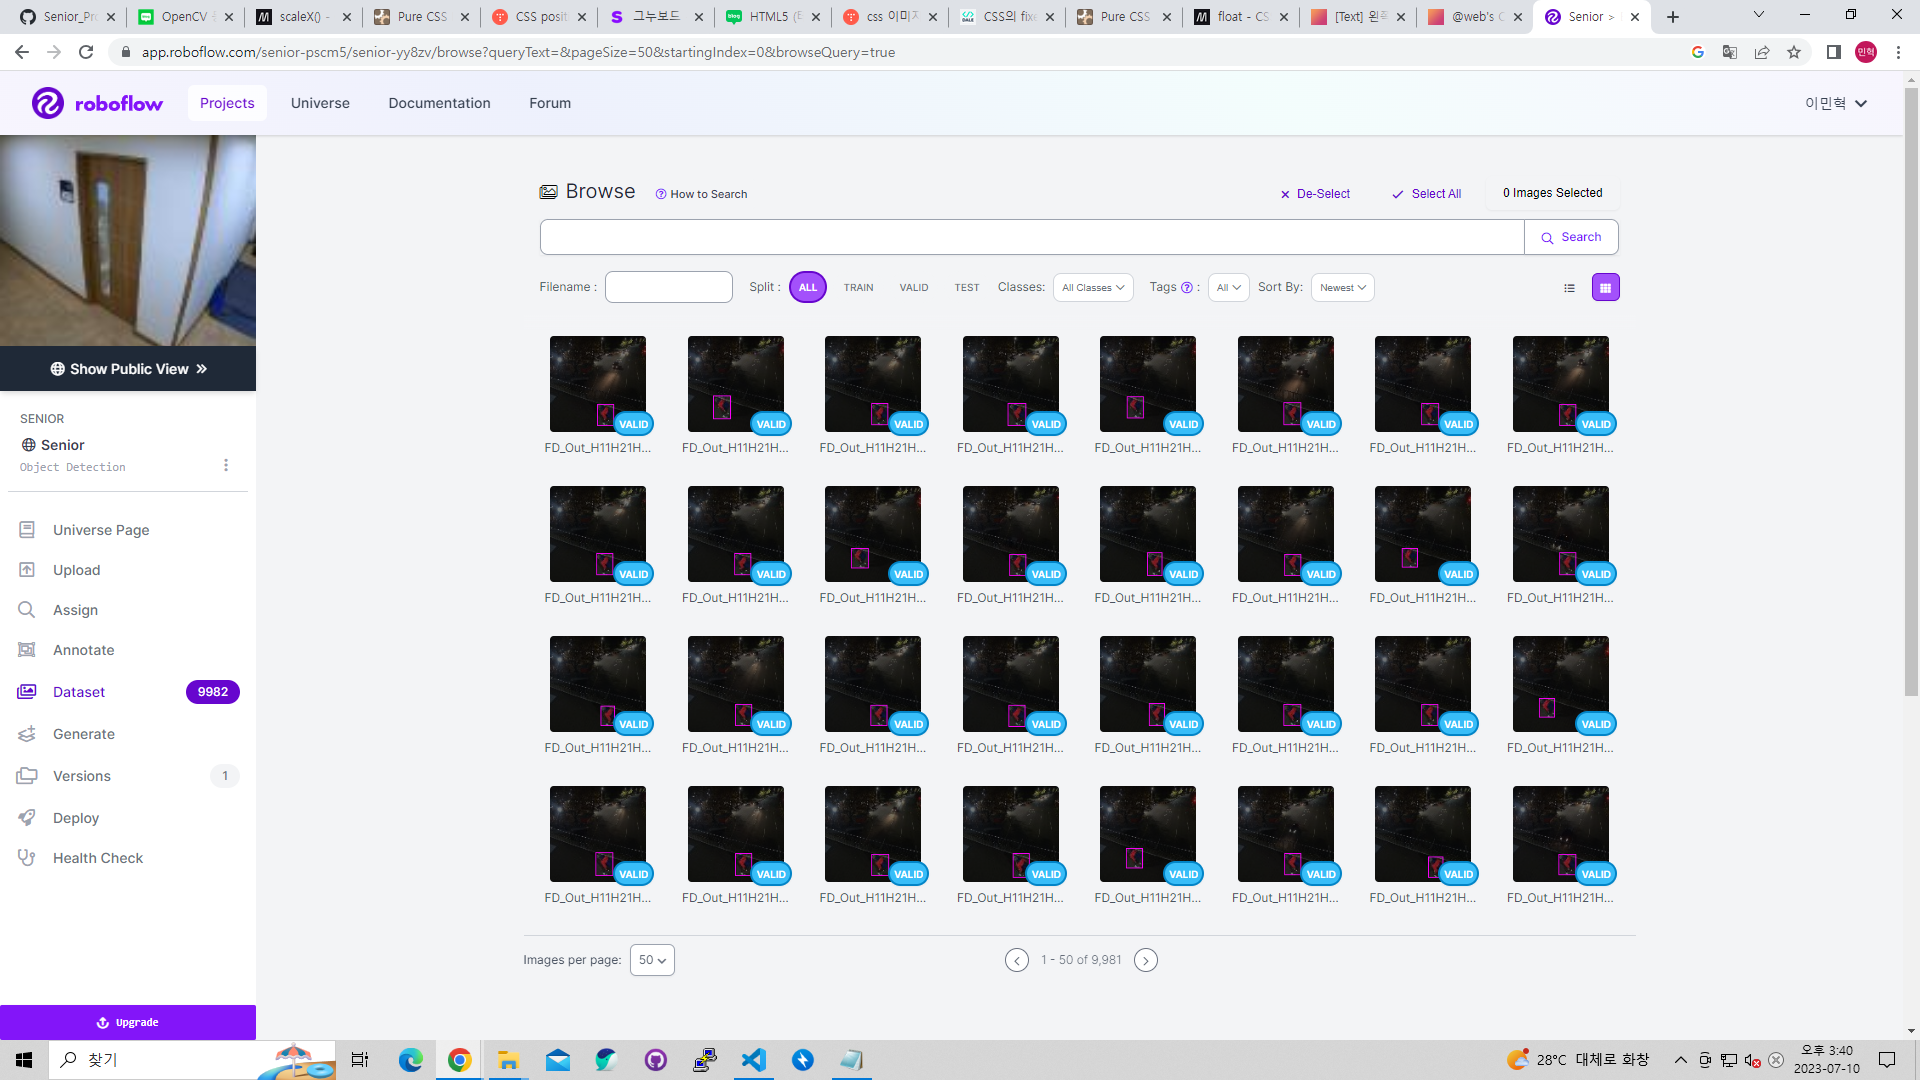 Senior_Pro
OpenCV
scaleX() -
Pure CSS
CSS posit
그누보드
HTML5 (
css 이미지
CSS의 fix
Pure CSS
float - CS
[Text] 왼
@web's C
Senior >
app.roboflow.com/senior-pscm5/senior-yy8zv/browse?queryText=&pageSize=50&startingIndex=0&browseQuery=true
민혁
roboflow
Projects
Universe
Documentation
Forum
이민혁
Show Public View »
SENIOR
Senior
Object Detection
Universe Page
Upload
Assign
Annotate
Dataset 9982
Generate
Versions 1
Deploy
Health Check
Upgrade
Browse
How to Search
De-Select
Select All
0 Images Selected
Search
Filename :
Split : ALL TRAIN VALID TEST
Classes: All Classes
Tags ? : All
Sort By: Newest
VALID VALID VALID VALID VALID VALID VALID VALID
FD_Out_H11H21H... FD_Out_H11H21H... FD_Out_H11H21H... FD_Out_H11H21H... FD_Out_H11H21H... FD_Out_H11H21H... FD_Out_H11H21H... FD_Out_H11H21H...
VALID VALID VALID VALID VALID VALID VALID VALID
FD_Out_H11H21H... FD_Out_H11H21H... FD_Out_H11H21H... FD_Out_H11H21H... FD_Out_H11H21H... FD_Out_H11H21H... FD_Out_H11H21H... FD_Out_H11H21H...
VALID VALID VALID VALID VALID VALID VALID VALID
FD_Out_H11H21H... FD_Out_H11H21H... FD_Out_H11H21H... FD_Out_H11H21H... FD_Out_H11H21H... FD_Out_H11H21H... FD_Out_H11H21H... FD_Out_H11H21H...
VALID VALID VALID VALID VALID VALID VALID VALID
FD_Out_H11H21H... FD_Out_H11H21H... FD_Out_H11H21H... FD_Out_H11H21H... FD_Out_H11H21H... FD_Out_H11H21H... FD_Out_H11H21H... FD_Out_H11H21H...
Images per page: 50
1 - 50 of 9,981
찾기
28°C 대체로 화창
오후 3:40
2023-07-10